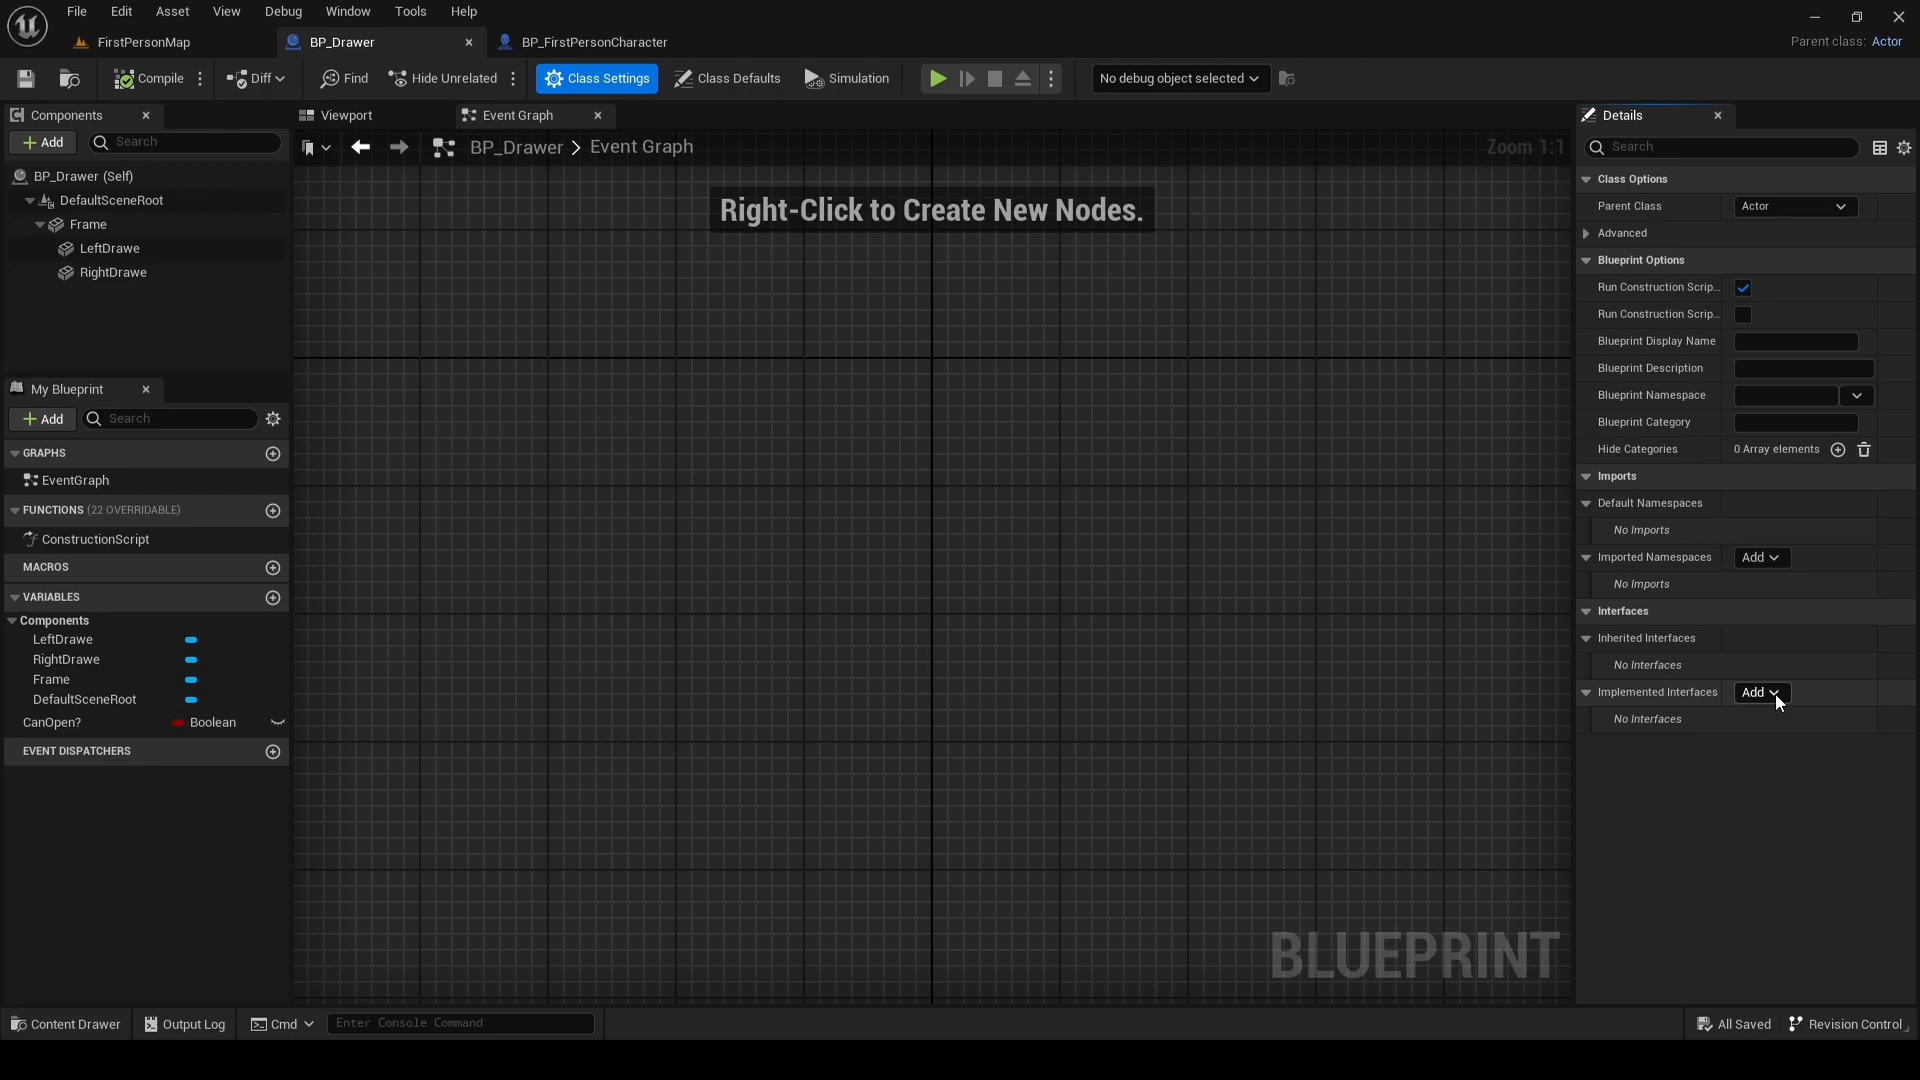 File Edit Asset View Debug Window Tools Help
FirstPersonMap BP_Drawer BP_FirstPersonCharacter Parent class: Actor
Compile Diff Find Hide Unrelated Class Settings Class Defaults Simulation No debug object selected
Components
Add Search
BP_Drawer (Self)
DefaultSceneRoot
Frame
LeftDrawe
RightDrawe
My Blueprint
Add Search
GRAPHS
EventGraph
FUNCTIONS (22 OVERRIDABLE)
ConstructionScript
MACROS
VARIABLES
Components
LeftDrawe
RightDrawe
Frame
DefaultSceneRoot
CanOpen? Boolean
EVENT DISPATCHERS
Viewport Event Graph
BP_Drawer > Event Graph Zoom 1:1
Right-Click to Create New Nodes.
BLUEPRINT
Details
Search
Class Options
Parent Class Actor
Advanced
Blueprint Options
Run Construction Scrip...
Run Construction Scrip...
Blueprint Display Name
Blueprint Description
Blueprint Namespace
Blueprint Category
Hide Categories 0 Array elements
Imports
Default Namespaces
No Imports
Imported Namespaces Add
No Imports
Interfaces
Inherited Interfaces
No Interfaces
Implemented Interfaces Add
No Interfaces
Content Drawer Output Log Cmd Enter Console Command All Saved Revision Control